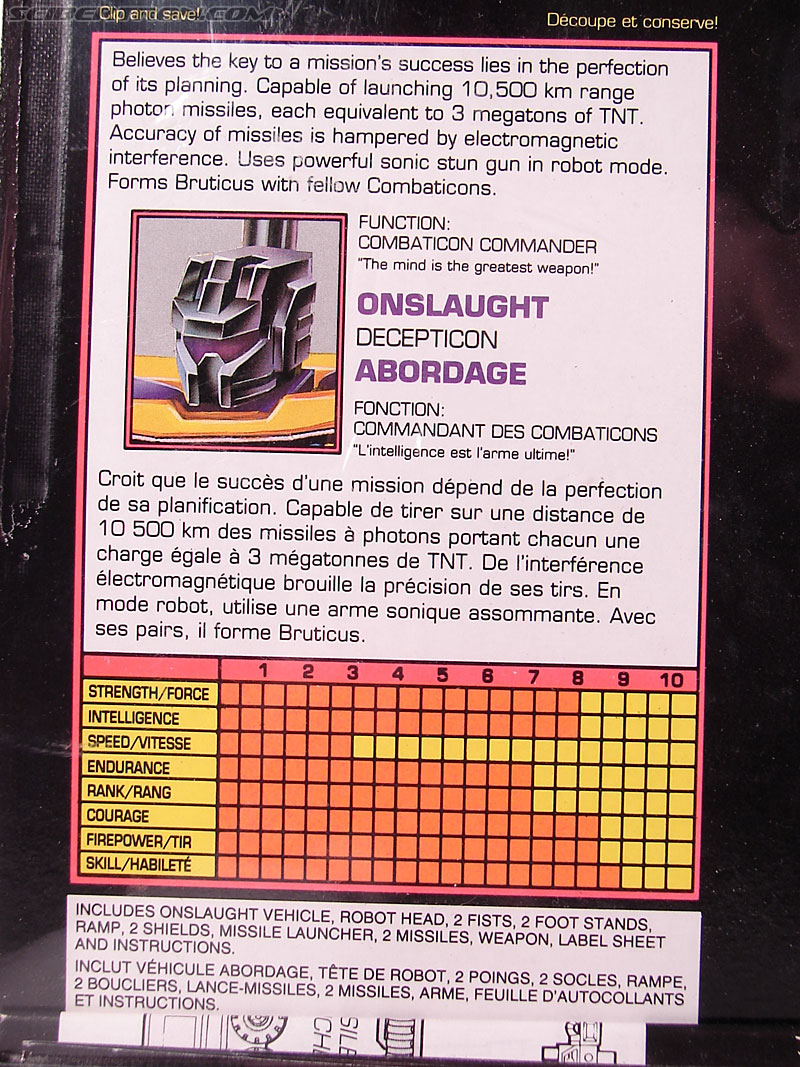 Clip and save!
Découpe et conserve!
Believes the key to a mission's success lies in the perfection
of its planning. Capable of launching 10,500 km range
photon missiles, each equivalent to 3 megatons of TNT.
Accuracy of missiles is hampered by electromagnetic
interference. Uses powerful sonic stun gun in robot mode.
Forms Bruticus with fellow Combaticons.
FUNCTION:
COMBATICON COMMANDER
"The mind is the greatest weapon!"
ONSLAUGHT
DECEPTICON
ABORDAGE
FONCTION:
COMMANDANT DES COMBATICONS
"L'intelligence est l'arme ultime!"
Croit que le succès d'une mission dépend de la perfection
de sa planification. Capable de tirer sur une distance de
10 500 km des missiles à photons portant chacun une
charge égale à 3 mégatonnes de TNT. De l'interférence
électromagnétique brouille la précision de ses tirs. En
mode robot, utilise une arme sonique assommante. Avec
ses pairs, il forme Bruticus.
1 2 3 4 5 6 7 8 9 10
STRENGTH/FORCE
INTELLIGENCE
SPEED/VITESSE
ENDURANCE
RANK/RANG
COURAGE
FIREPOWER/TIR
SKILL/HABILETÉ
INCLUDES ONSLAUGHT VEHICLE, ROBOT HEAD, 2 FISTS, 2 FOOT STANDS,
RAMP, 2 SHIELDS, MISSILE LAUNCHER, 2 MISSILES, WEAPON, LABEL SHEET
AND INSTRUCTIONS.
INCLUT VÉHICULE ABORDAGE, TÊTE DE ROBOT, 2 POINGS, 2 SOCLES, RAMPE,
2 BOUCLIERS, LANCE-MISSILES, 2 MISSILES, ARME, FEUILLE D'AUTOCOLLANTS
ET INSTRUCTIONS.